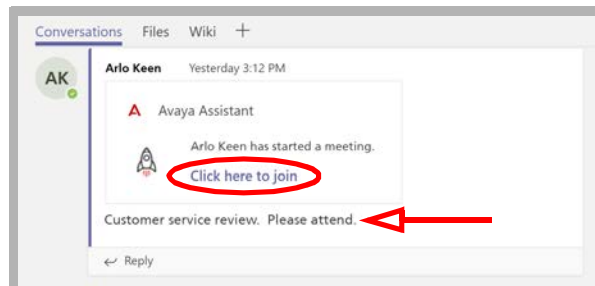 Conversations Files Wiki +
AK
Arlo Keen Yesterday 3:12 PM
Avaya Assistant
Arlo Keen has started a meeting.
Click here to join
Customer service review. Please attend.
Reply